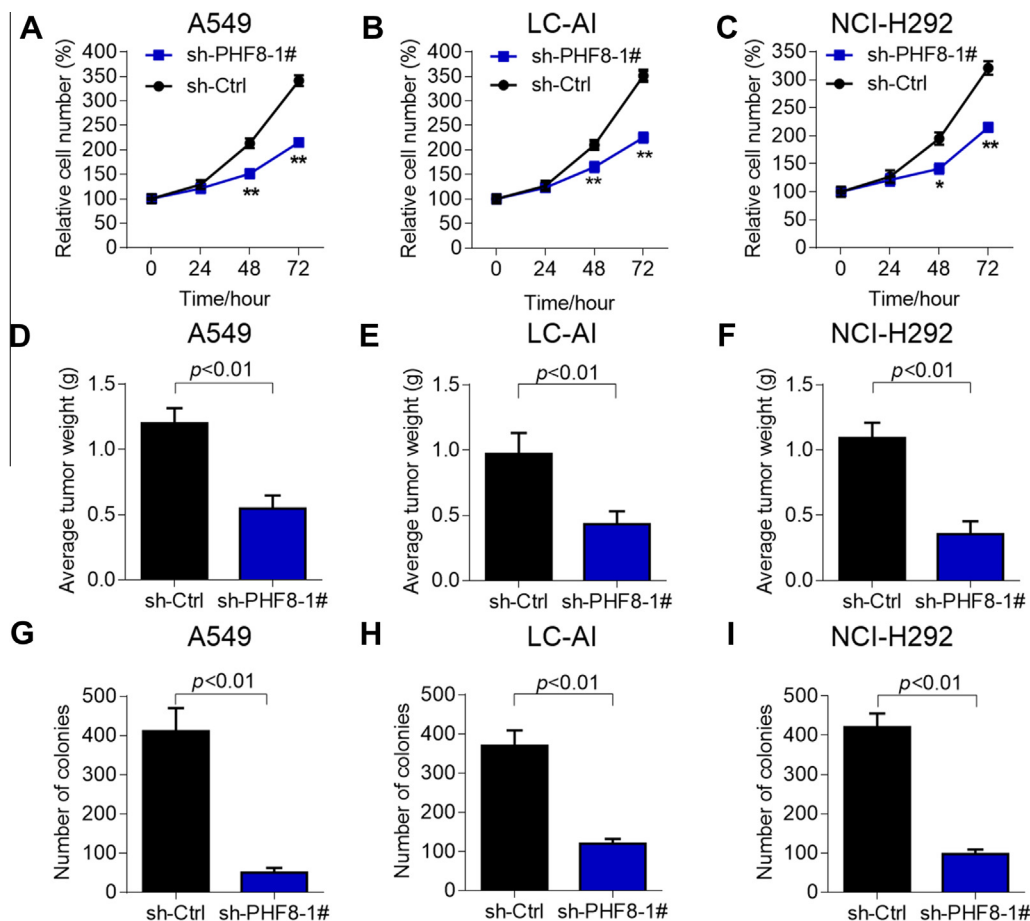 A
A549
Relative cell number (%)
400
350
300
250
200
150
100
50
0
sh-PHF8-1#
sh-Ctrl
**
**
0 24 48 72
Time/hour
B
LC-AI
Relative cell number (%)
400
350
300
250
200
150
100
50
0
sh-PHF8-1#
sh-Ctrl
**
**
0 24 48 72
Time/hour
C
NCI-H292
Relative cell number (%)
350
300
250
200
150
100
50
0
sh-PHF8-1#
sh-Ctrl
**
*
0 24 48 72
Time/hour
D
A549
Average tumor weight (g)
1.5
1.0
0.5
0.0
p<0.01
sh-Ctrl sh-PHF8-1#
E
LC-AI
Average tumor weight (g)
1.5
1.0
0.5
0.0
p<0.01
sh-Ctrl sh-PHF8-1#
F
NCI-H292
Average tumor weight (g)
1.5
1.0
0.5
0.0
p<0.01
sh-Ctrl sh-PHF8-1#
G
A549
Number of colonies
500
400
300
200
100
0
p<0.01
sh-Ctrl sh-PHF8-1#
H
LC-AI
Number of colonies
500
400
300
200
100
0
p<0.01
sh-Ctrl sh-PHF8-1#
I
NCI-H292
Number of colonies
500
400
300
200
100
0
p<0.01
sh-Ctrl sh-PHF8-1#